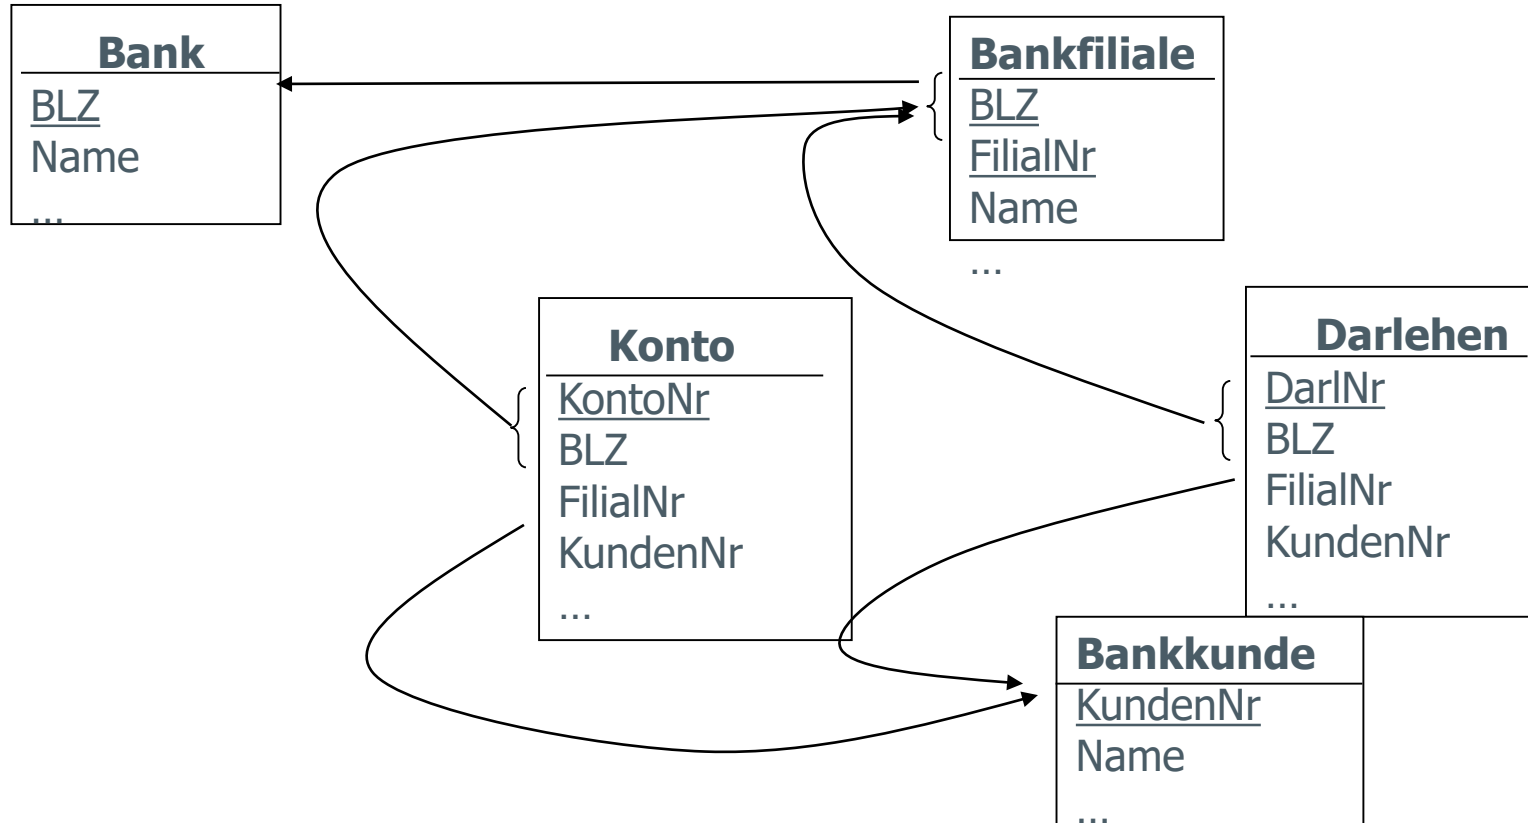 Bank
BLZ
Name
...
Bankfiliale
BLZ
FilialNr
Name
...
Konto
KontoNr
BLZ
FilialNr
KundenNr
...
Darlehen
DarlNr
BLZ
FilialNr
KundenNr
...
Bankkunde
KundenNr
Name
...